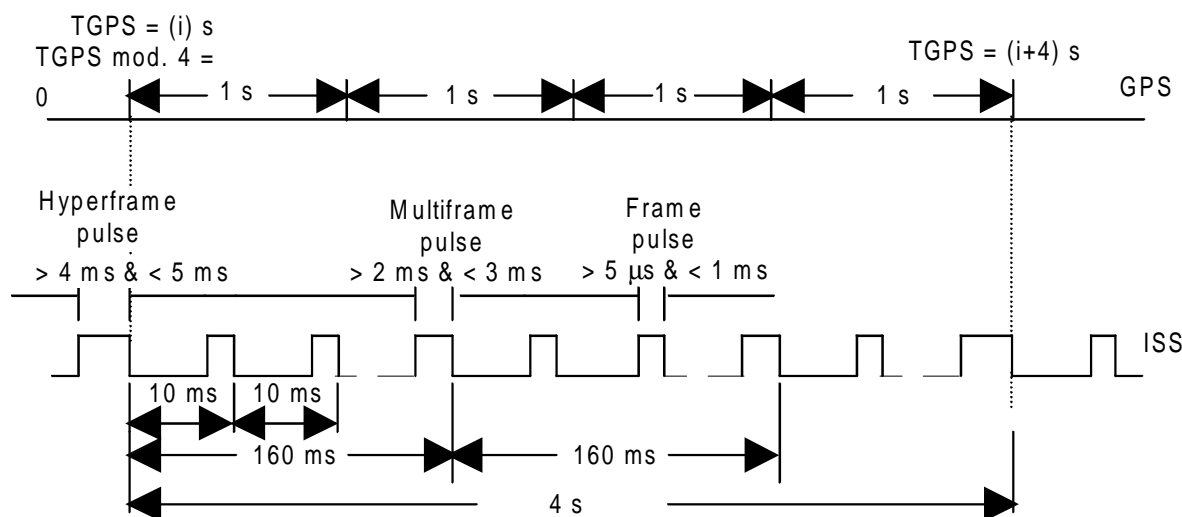 TGPS = (i) s
TGPS mod. 4 =
0
TGPS = (i+4) s
1 s
1 s
1 s
1 s
GPS
Hyperframe
pulse
> 4 ms & < 5 ms
Multiframe
pulse
> 2 ms & < 3 ms
Frame
pulse
> 5 μs & < 1 ms
ISS
10 ms
10 ms
160 ms
160 ms
4 s